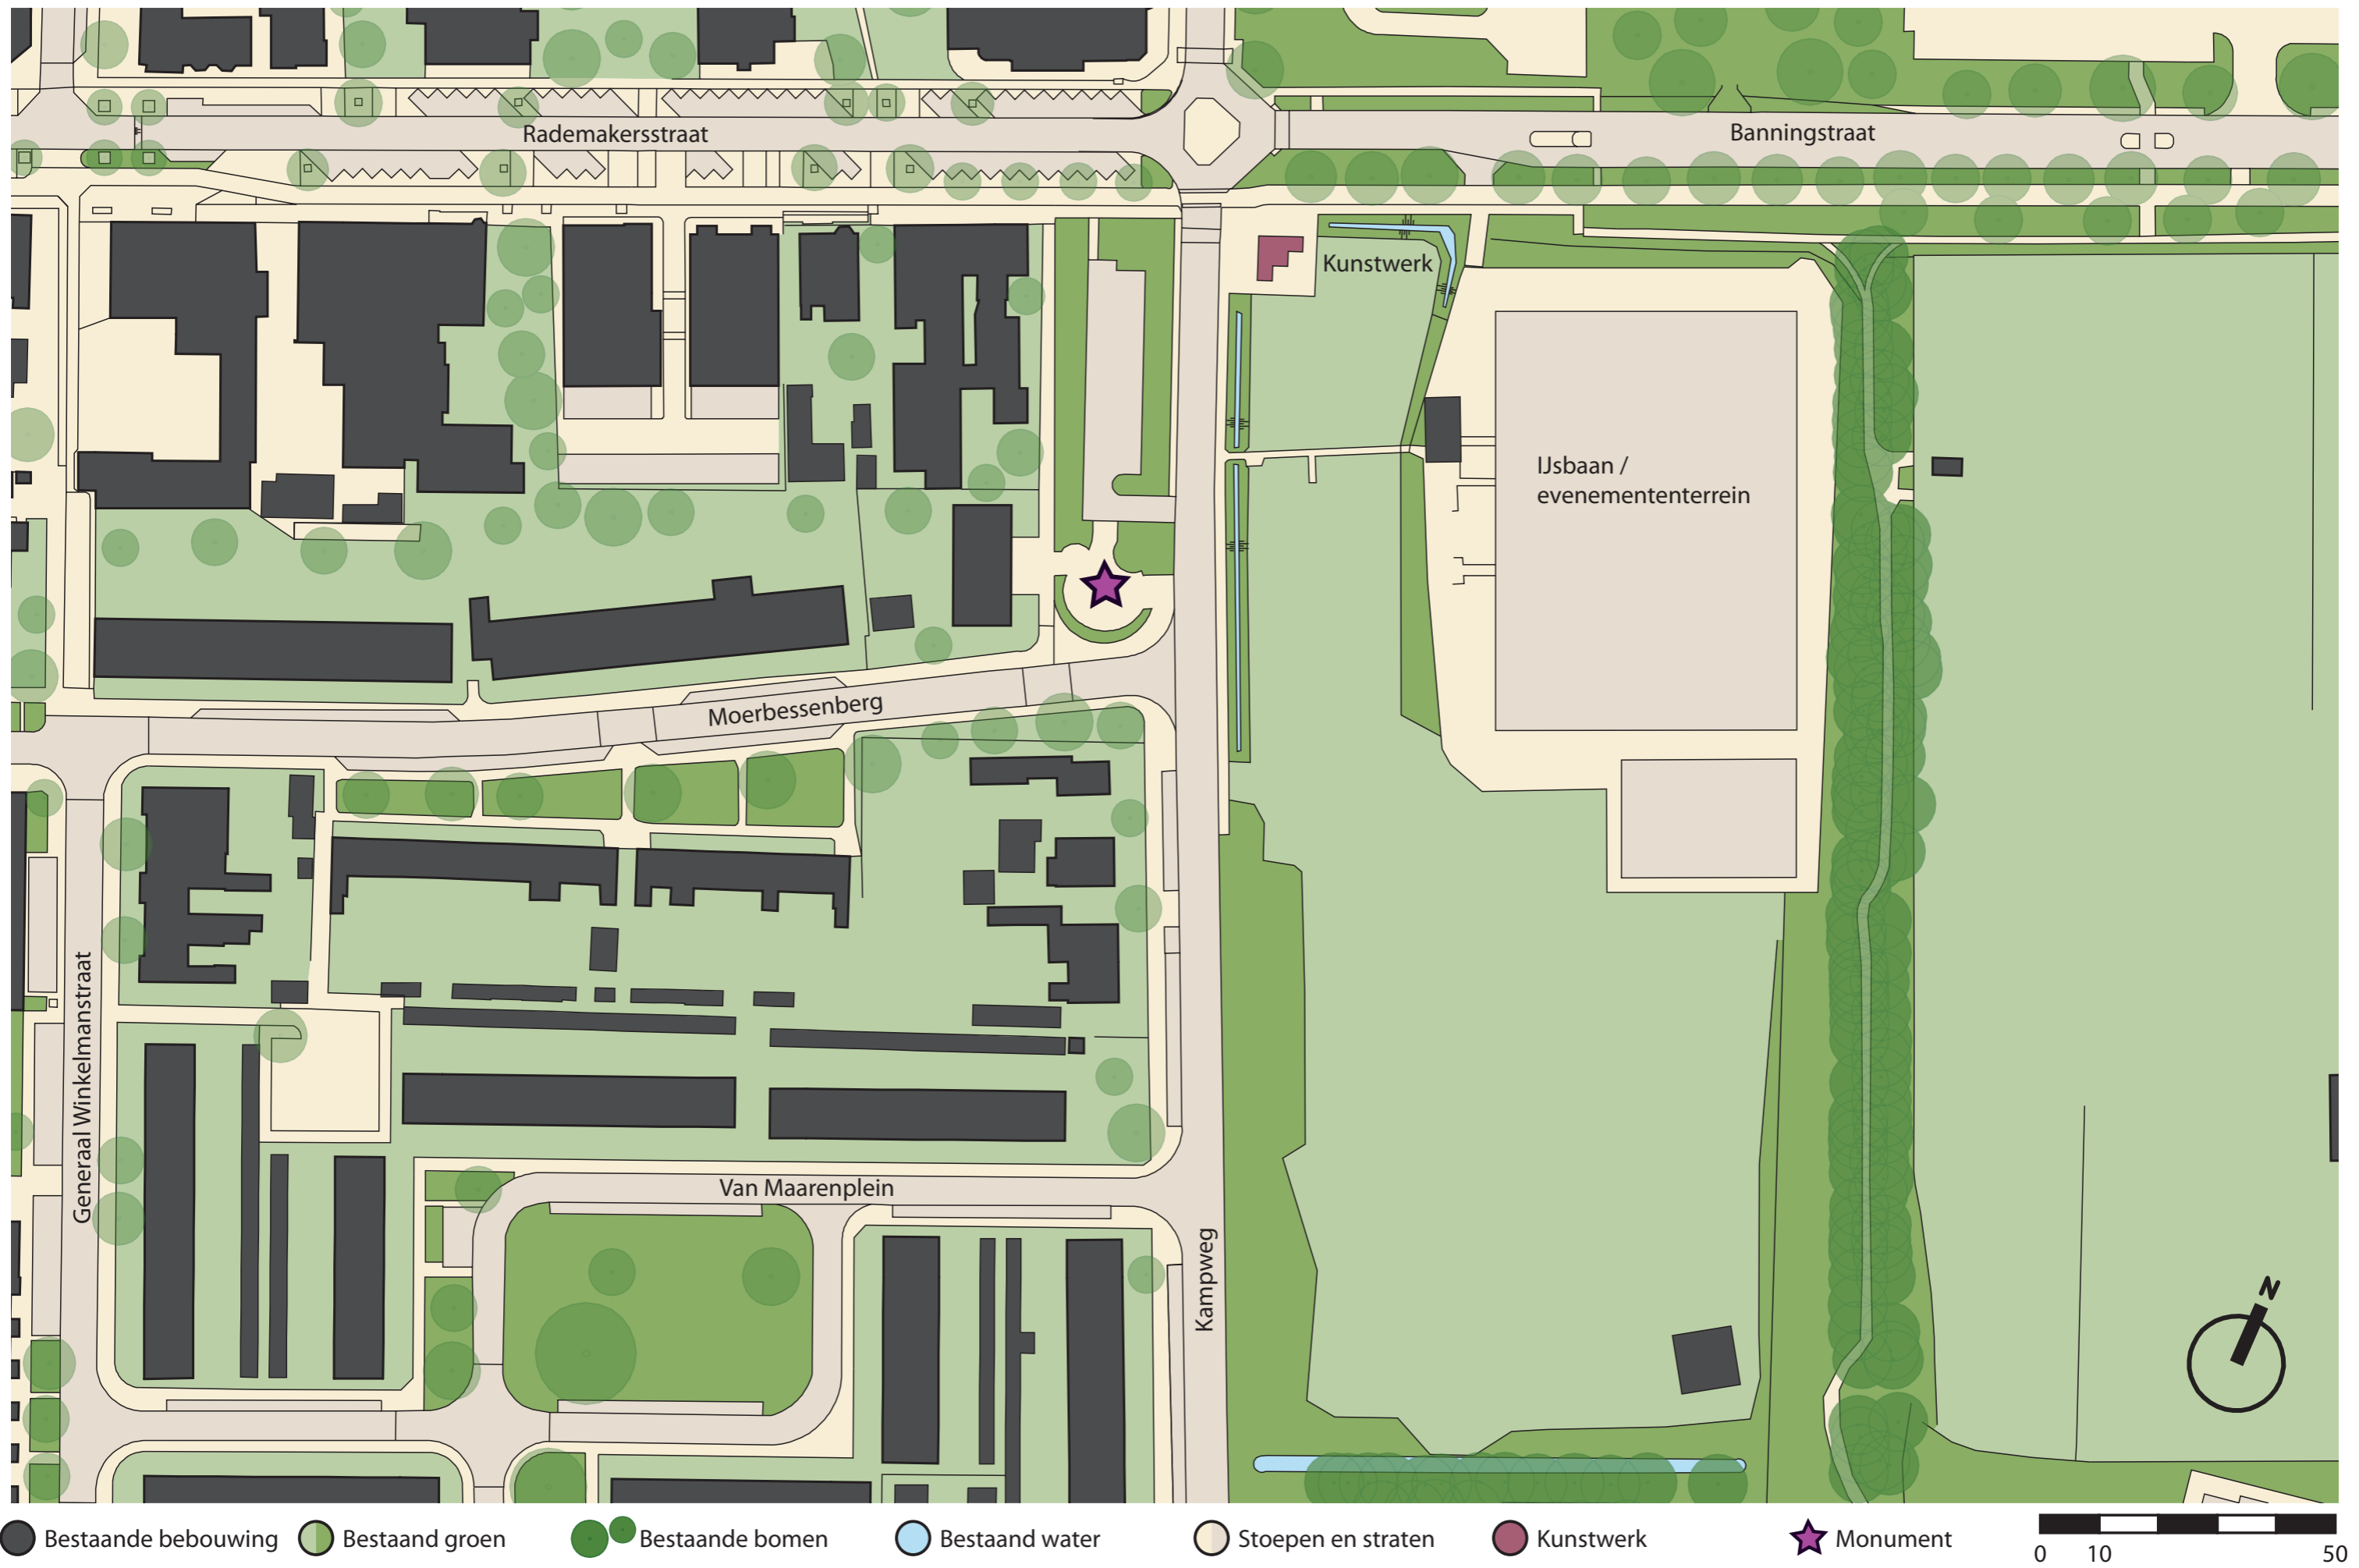 Rademakersstraat
Banningstraat
Kunstwerk
IJsbaan /
evenemententerrein
Moerbessenberg
Generaal Winkelmanstraat
Van Maarenplein
Kampweg
N
Bestaande bebouwing
Bestaand groen
Bestaande bomen
Bestaand water
Stoepen en straten
Kunstwerk
Monument
0 10 50